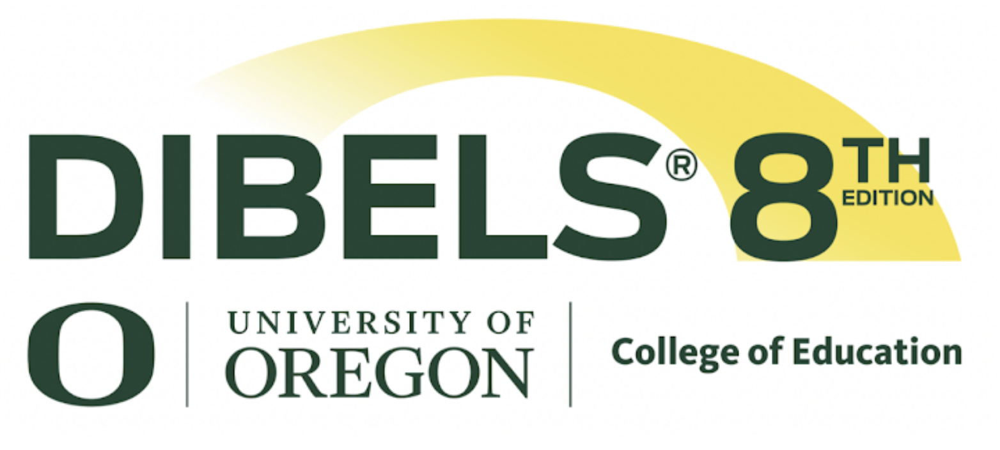 DIBELS® 8TH EDITION
O
UNIVERSITY OF
OREGON
College of Education